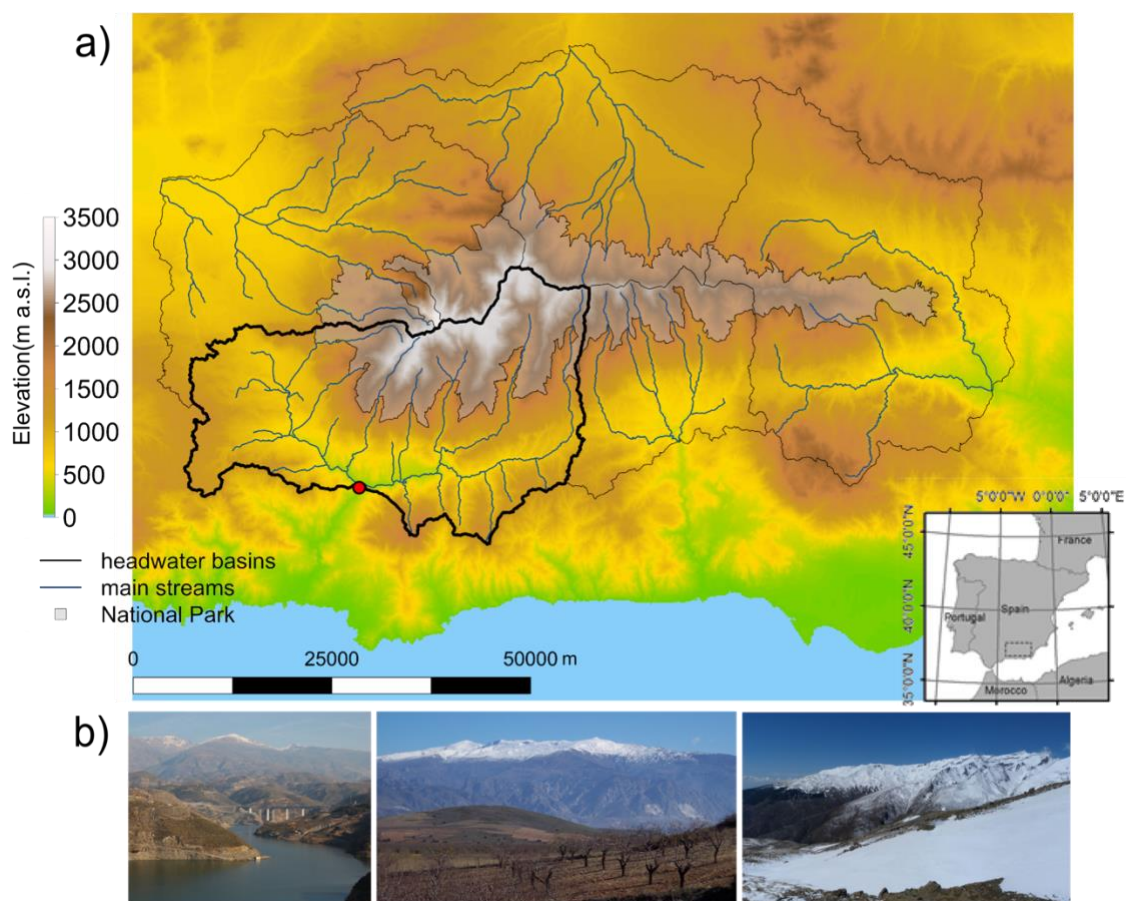 a)
3500
3000
2500
2000
1500
1000
500
0
Elevation(m a.s.l.)
headwater basins
main streams
National Park
0 25000 50000 m
5°0'0"W 0°0'0" 5°0'0"E
45°0'0"N
40°0'0"N
35°0'0"N
France
Spain
Portugal
Algeria
Morocco
b)